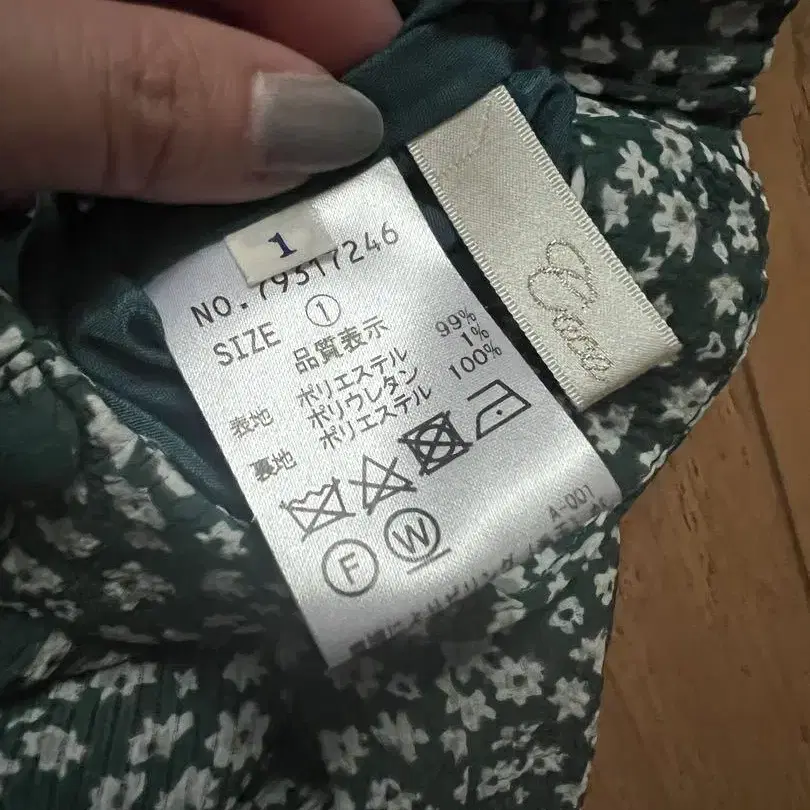 1
NO.79317246
SIZE ①
品質表示
表地 ポリエステル 99%
ポリウレタン 1%
裏地 ポリエステル 100%
F W
A-001